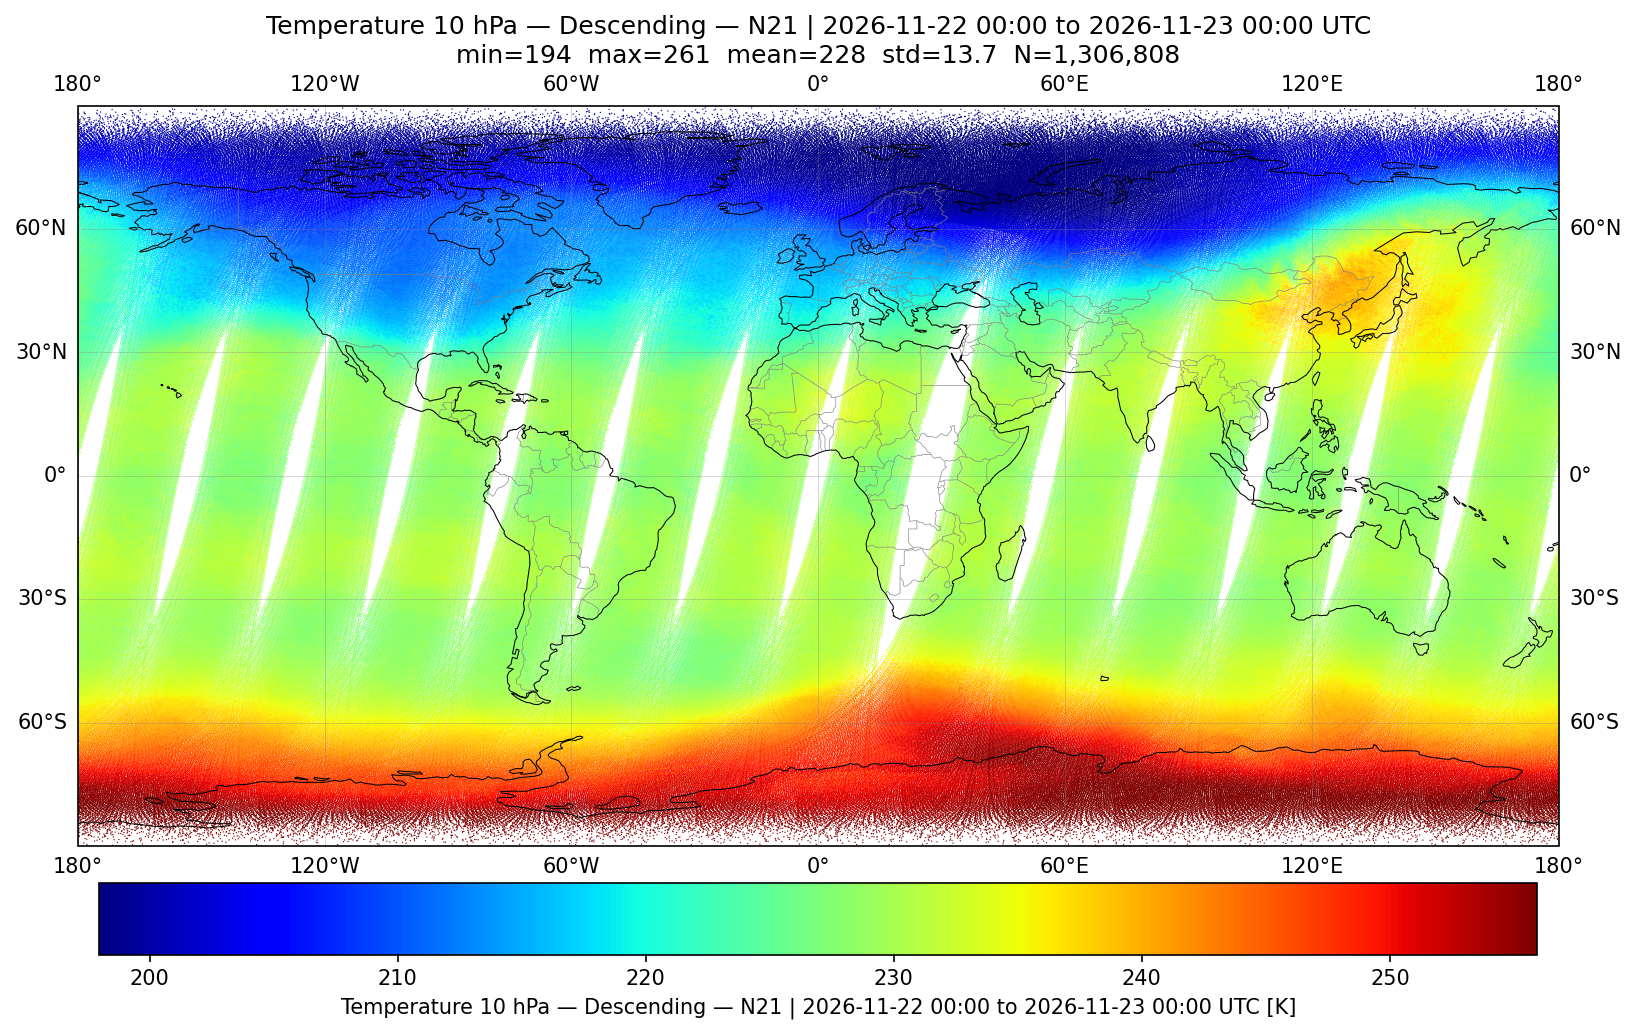 Temperature 10 hPa — Descending — N21 | 2026-11-22 00:00 to 2026-11-23 00:00 UTC
min=194 max=261 mean=228 std=13.7 N=1,306,808
180° 120°W 60°W 0° 60°E 120°E 180°
60°N 60°N
30°N 30°N
0° 0°
30°S 30°S
60°S 60°S
180° 120°W 60°W 0° 60°E 120°E 180°
200 210 220 230 240 250
Temperature 10 hPa — Descending — N21 | 2026-11-22 00:00 to 2026-11-23 00:00 UTC [K]